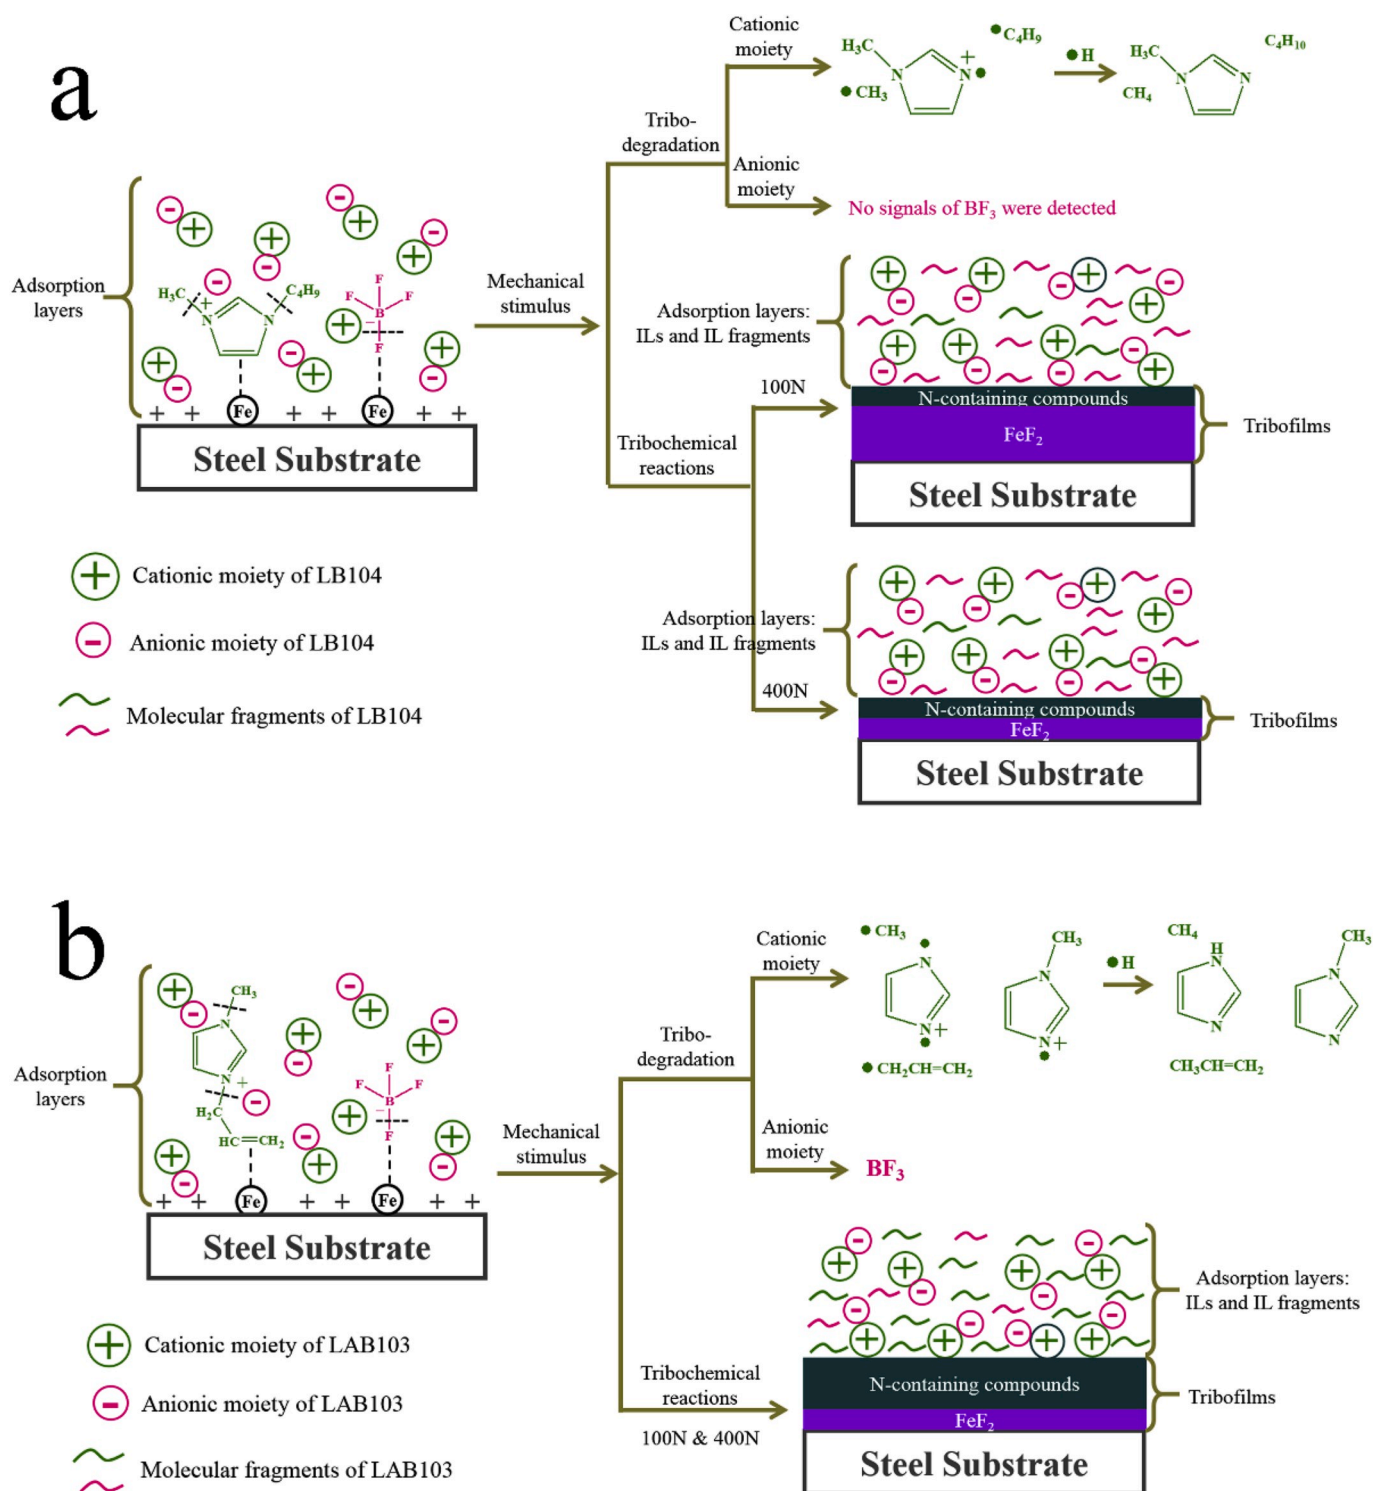 a
Adsorption
layers
H₃C
+
N
N
C₄H₉
F
F
F
B
−
F
+ + Fe + + Fe + +
Steel Substrate
Cationic moiety of LB104
Anionic moiety of LB104
Molecular fragments of LB104
Mechanical
stimulus
Tribo-
degradation
Cationic
moiety
H₃C
N
N
+
•CH₃
•C₄H₉
•H
H₃C
N
N
CH₄
C₄H₁₀
Anionic
moiety
No signals of BF₃ were detected
Tribochemical
reactions
100N
Adsorption layers:
ILs and IL fragments
N-containing compounds
FeF₂
Tribofilms
Steel Substrate
400N
Adsorption layers:
ILs and IL fragments
N-containing compounds
FeF₂
Tribofilms
Steel Substrate
b
Adsorption
layers
CH₃
N
N
+
H₂C
HC=CH₂
F
F
F
B
−
F
+ + Fe + + Fe + +
Steel Substrate
Cationic moiety of LAB103
Anionic moiety of LAB103
Molecular fragments of LAB103
Mechanical
stimulus
Tribo-
degradation
Cationic
moiety
•CH₃
N
N
+
•CH₂CH=CH₂
CH₃
N
N
+
•H
CH₄
H
N
N
CH₃CH=CH₂
CH₃
N
N
Anionic
moiety
BF₃
Tribochemical
reactions
100N & 400N
Adsorption layers:
ILs and IL fragments
N-containing compounds
FeF₂
Tribofilms
Steel Substrate